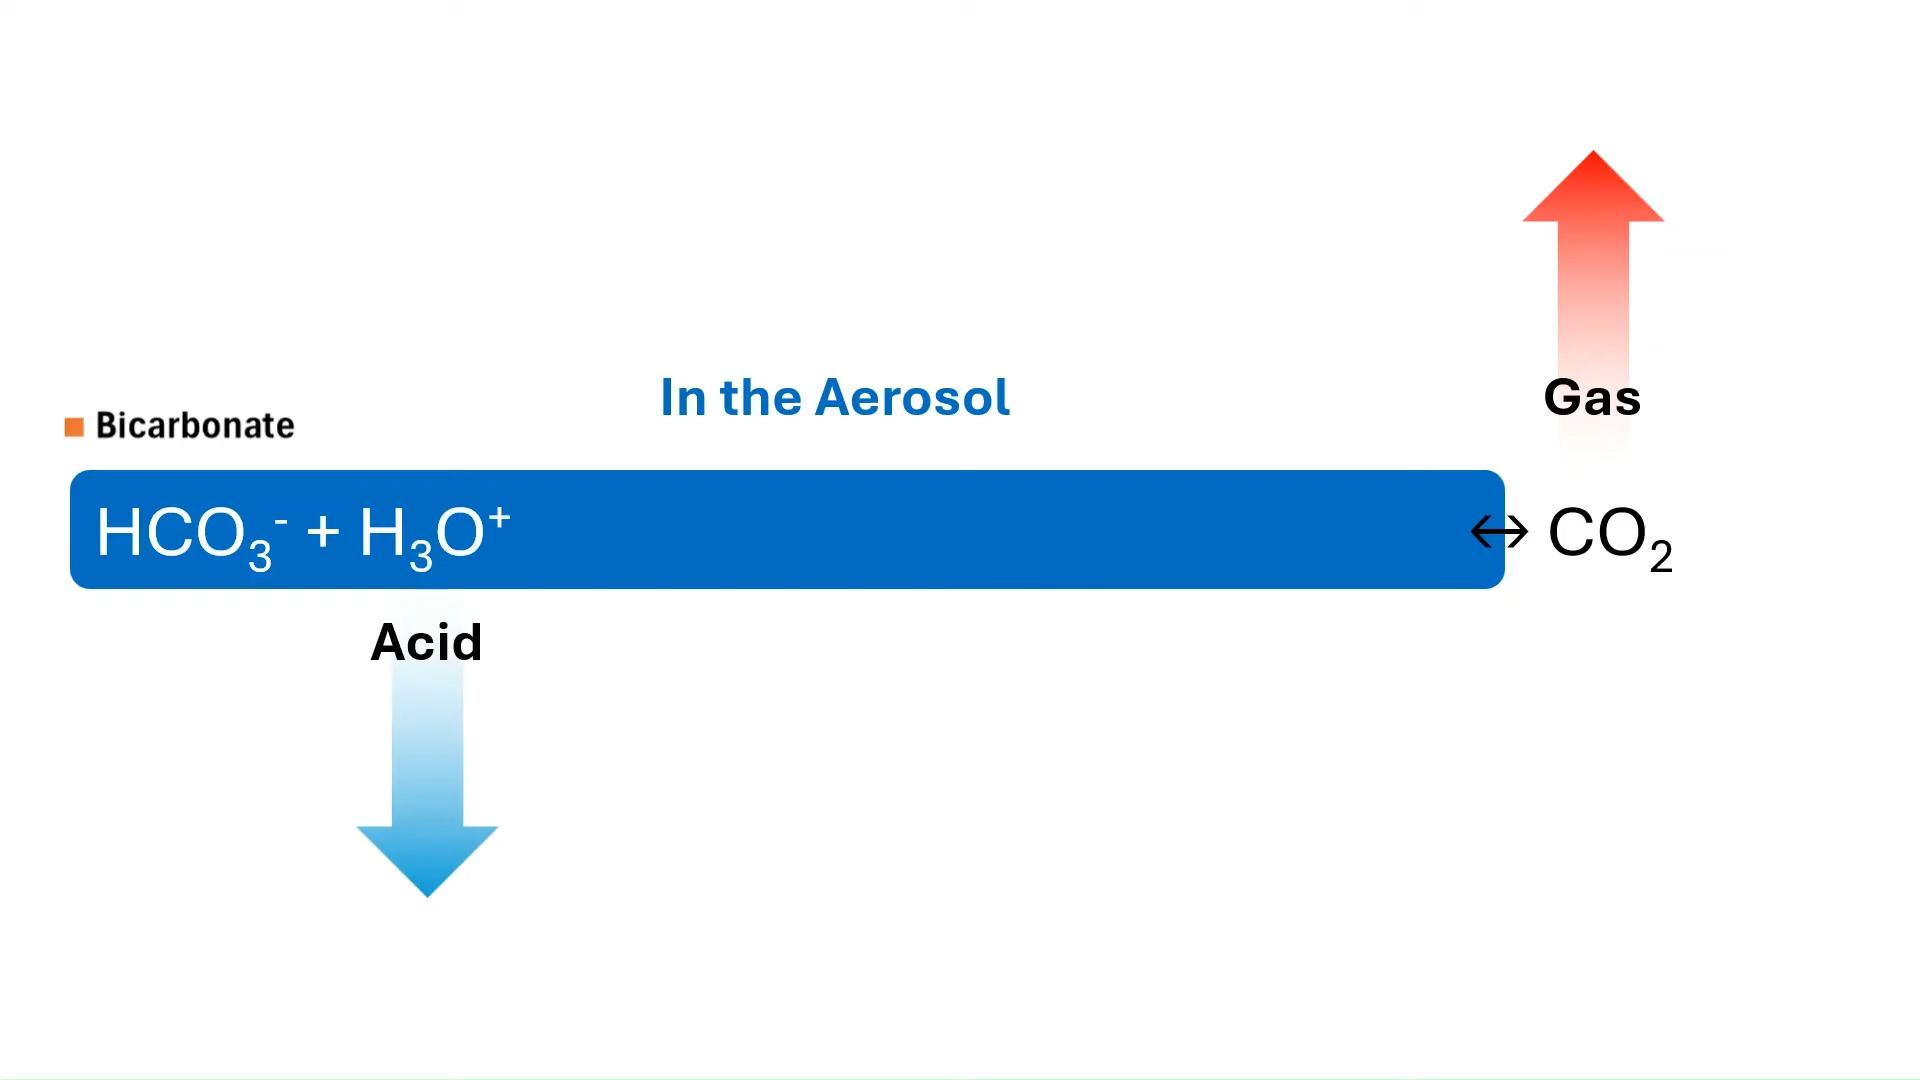 In the Aerosol
Gas
Bicarbonate
HCO₃⁻ + H₃O⁺ ↔ CO₂
Acid